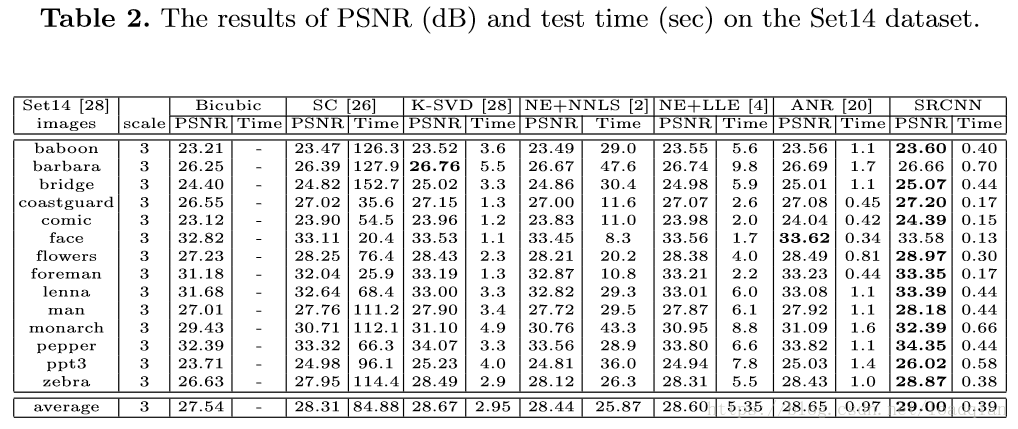 Table 2. The results of PSNR (dB) and test time (sec) on the Set14 dataset.
Set14 [28] Bicubic SC [26] K-SVD [28] NE+NNLS [2] NE+LLE [4] ANR [20] SRCNN
images scale PSNR Time PSNR Time PSNR Time PSNR Time PSNR Time PSNR Time PSNR Time
baboon 3 23.21 - 23.47 126.3 23.52 3.6 23.49 29.0 23.55 5.6 23.56 1.1 23.60 0.40
barbara 3 26.25 - 26.39 127.9 26.76 5.5 26.67 47.6 26.74 9.8 26.69 1.7 26.66 0.70
bridge 3 24.40 - 24.82 152.7 25.02 3.3 24.86 30.4 24.98 5.9 25.01 1.1 25.07 0.44
coastguard 3 26.55 - 27.02 35.6 27.15 1.3 27.00 11.6 27.07 2.6 27.08 0.45 27.20 0.17
comic 3 23.12 - 23.90 54.5 23.96 1.2 23.83 11.0 23.98 2.0 24.04 0.42 24.39 0.15
face 3 32.82 - 33.11 20.4 33.53 1.1 33.45 8.3 33.56 1.7 33.62 0.34 33.58 0.13
flowers 3 27.23 - 28.25 76.4 28.43 2.3 28.21 20.2 28.38 4.0 28.49 0.81 28.97 0.30
foreman 3 31.18 - 32.04 25.9 33.19 1.3 32.87 10.8 33.21 2.2 33.23 0.44 33.35 0.17
lenna 3 31.68 - 32.64 68.4 33.00 3.3 32.82 29.3 33.01 6.0 33.08 1.1 33.39 0.44
man 3 27.01 - 27.76 111.2 27.90 3.4 27.72 29.5 27.87 6.1 27.92 1.1 28.18 0.44
monarch 3 29.43 - 30.71 112.1 31.10 4.9 30.76 43.3 30.95 8.8 31.09 1.6 32.39 0.66
pepper 3 32.39 - 33.32 66.3 34.07 3.3 33.56 28.9 33.80 6.6 33.82 1.1 34.35 0.44
ppt3 3 23.71 - 24.98 96.1 25.23 4.0 24.81 36.0 24.94 7.8 25.03 1.4 26.02 0.58
zebra 3 26.63 - 27.95 114.4 28.49 2.9 28.12 26.3 28.31 5.5 28.43 1.0 28.87 0.38
average 3 27.54 - 28.31 84.88 28.67 2.95 28.44 25.87 28.60 5.35 28.65 0.97 29.00 0.39